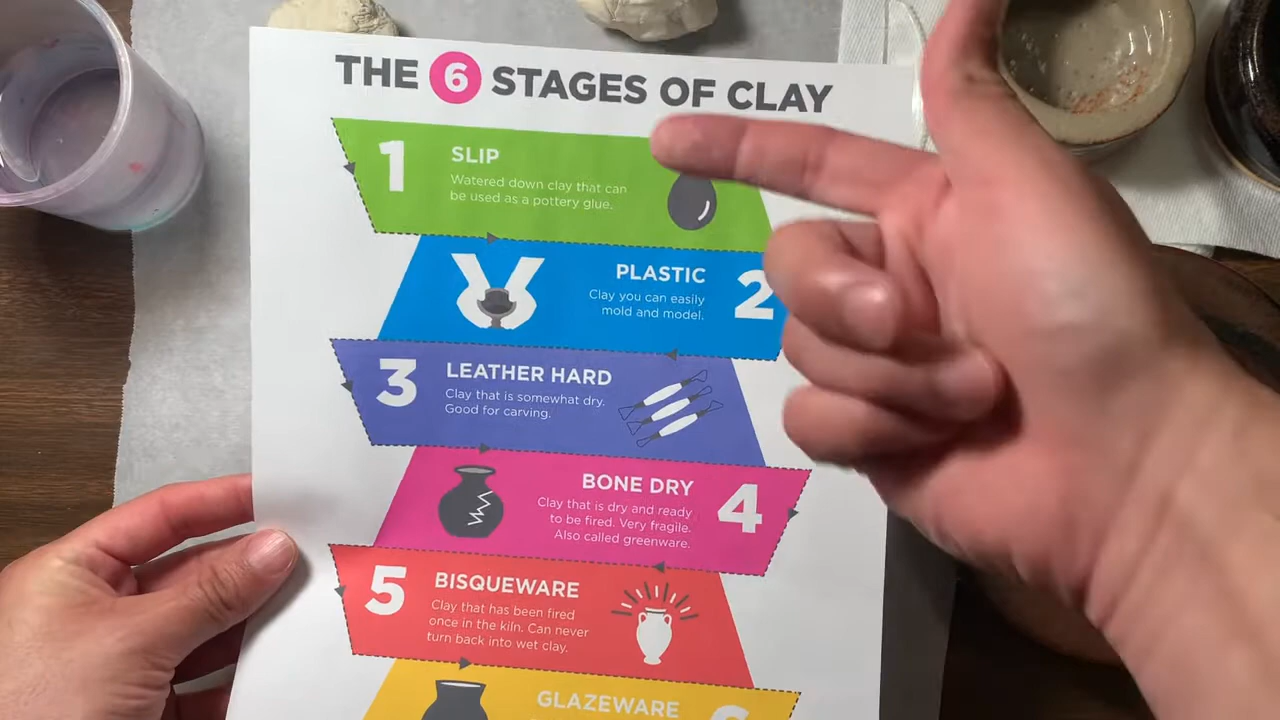 THE 6 STAGES OF CLAY
1
SLIP
Watered down clay that can
be used as a pottery glue.
PLASTIC
Clay you can easily
mold and model.
2
3
LEATHER HARD
Clay that is somewhat dry.
Good for carving.
BONE DRY
Clay that is dry and ready
to be fired. Very fragile.
Also called greenware.
4
5
BISQUEWARE
Clay that has been fired
once in the kiln. Can never
turn back into wet clay.
GLAZEWARE
6